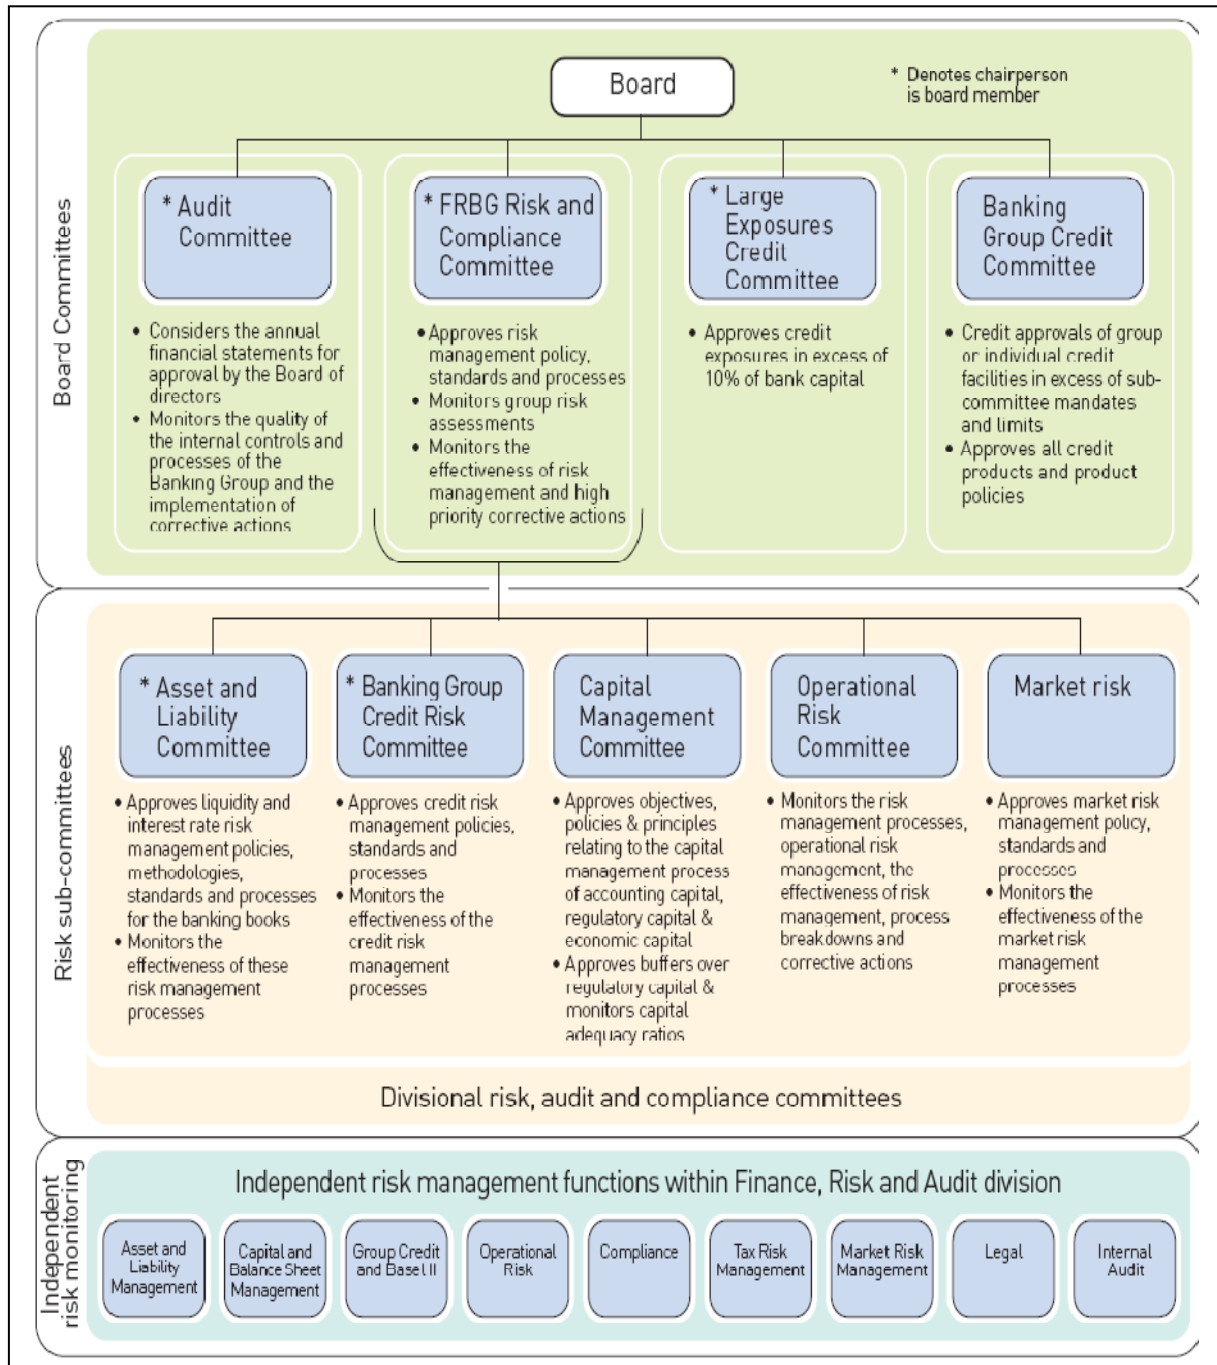 Board Committees
Board
* Denotes chairperson
is board member
* Audit
Committee
• Considers the annual
financial statements for
approval by the Board of
directors
• Monitors the quality of
the internal controls and
processes of the
Banking Group and the
implementation of
corrective actions
* FRBG Risk and
Compliance
Committee
• Approves risk
management policy,
standards and processes
• Monitors group risk
assessments
• Monitors the
effectiveness of risk
management and high
priority corrective actions
* Large
Exposures
Credit
Committee
• Approves credit
exposures in excess of
10% of bank capital
Banking
Group Credit
Committee
• Credit approvals of group
or individual credit
facilities in excess of sub-
committee mandates
and limits
• Approves all credit
products and product
policies
Risk sub-committees
* Asset and
Liability
Committee
• Approves liquidity and
interest rate risk
management policies,
methodologies,
standards and processes
for the banking books
• Monitors the
effectiveness of these
risk management
processes
* Banking Group
Credit Risk
Committee
• Approves credit risk
management policies,
standards and
processes
• Monitors the
effectiveness of the
credit risk
management
processes
Capital
Management
Committee
• Approves objectives,
policies & principles
relating to the capital
management process
of accounting capital,
regulatory capital &
economic capital
• Approves buffers over
regulatory capital &
monitors capital
adequacy ratios
Operational
Risk
Committee
• Monitors the risk
management processes,
operational risk
management, the
effectiveness of risk
management, process
breakdowns and
corrective actions
Market risk
• Approves market risk
management policy,
standards and
processes
• Monitors the
effectiveness of the
market risk
management
processes
Divisional risk, audit and compliance committees
Independent
risk monitoring
Independent risk management functions within Finance, Risk and Audit division
Asset and
Liability
Management
Capital and
Balance Sheet
Management
Group Credit
and Basel II
Operational
Risk
Compliance
Tax Risk
Management
Market Risk
Management
Legal
Internal
Audit